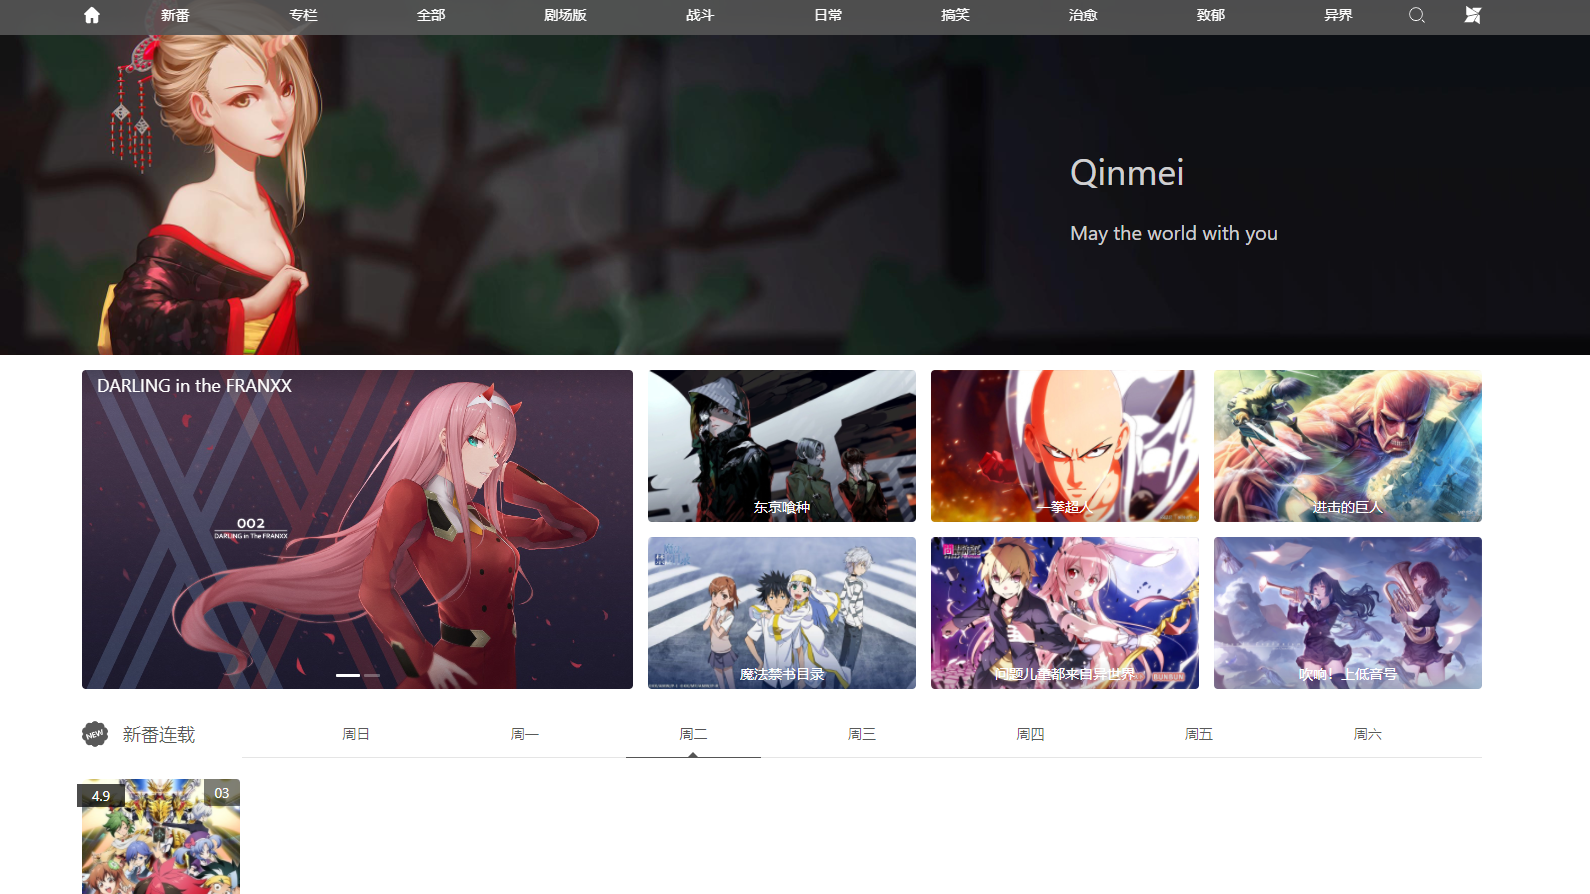 新番
专栏
全部
剧场版
战斗
日常
搞笑
治愈
致郁
异界
Qinmei
May the world with you
DARLING in the FRANXX
002
DARLING in The FRANXX
东京喰种
一拳超人
进击的巨人
魔法禁书目录
问题儿童都来自异世界
吹响！上低音号
NEW
新番连载
周日
周一
周二
周三
周四
周五
周六
4.9
03